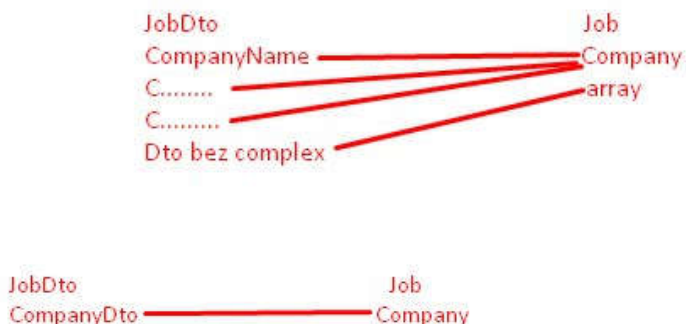 JobDto Job
CompanyName Company
C........
C......... array
Dto bez complex
JobDto Job
CompanyDto Company